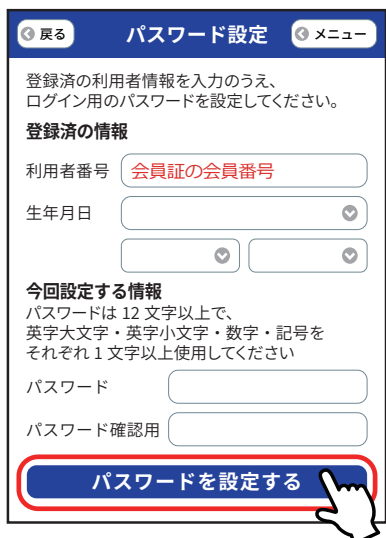 戻る
パスワード設定
メニュー
登録済の利用者情報を入力のうえ、
ログイン用のパスワードを設定してください。
登録済の情報
利用者番号 会員証の会員番号
生年月日
今回設定する情報
パスワードは 12 文字以上で、
英字大文字・英字小文字・数字・記号を
それぞれ 1 文字以上使用してください
パスワード
パスワード確認用
パスワードを設定する